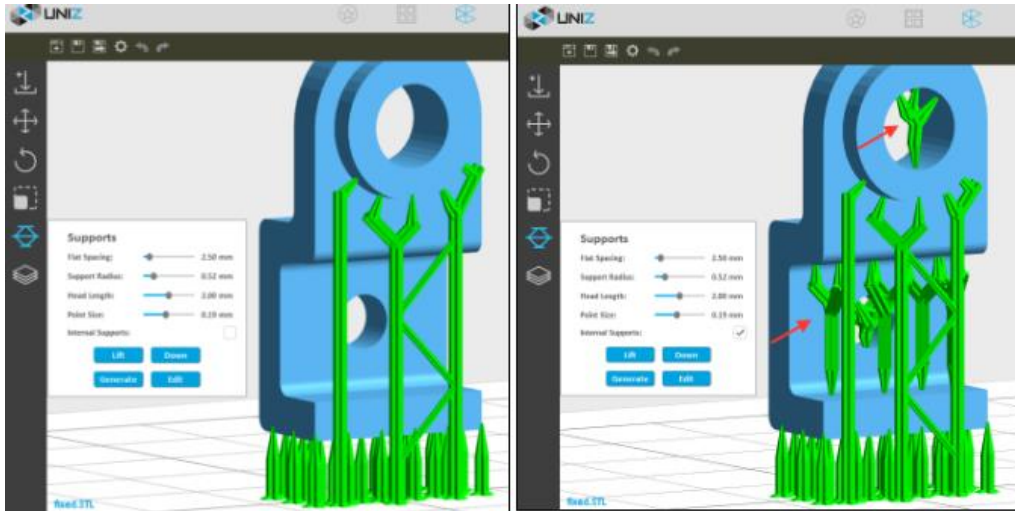 UNIZ
Supports
Flat Spacing: 2.50 mm
Support Radius: 0.52 mm
Head Length: 2.80 mm
Point Size: 0.19 mm
Internal Supports:
Lift Down
Generate Edit
fixed.STL
UNIZ
Supports
Flat Spacing: 2.50 mm
Support Radius: 0.52 mm
Head Length: 2.80 mm
Point Size: 0.19 mm
Internal Supports:
Lift Down
Generate Edit
fixed.STL